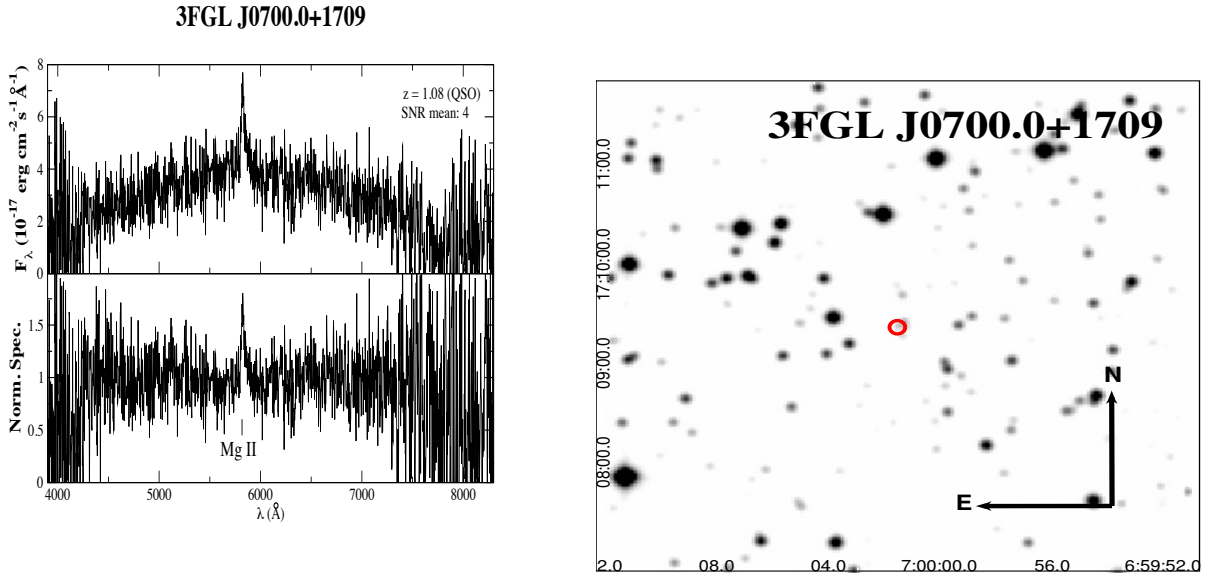 3FGL J0700.0+1709
8
6
4
2
0
F_λ (10^-17 erg cm^-2 s^-1 Å^-1)
z = 1.08 (QSO)
SNR mean: 4
1.5
1
0.5
0
Norm. Spec.
Mg II
4000 5000 6000 7000 8000
λ (Å)
3FGL J0700.0+1709
11:00.0
17:10:00.0
09:00.0
08:00.0
N
E
2.0 08.0 04.0 7:00:00.0 56.0 6:59:52.0